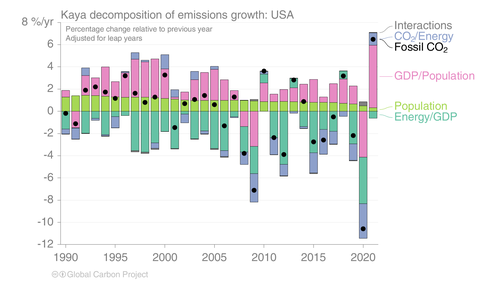 Kaya decomposition of emissions growth: USA
8 %/yr
Percentage change relative to previous year
Adjusted for leap years
Interactions
CO₂/Energy
Fossil CO₂
GDP/Population
Population
Energy/GDP
6
4
2
0
-2
-4
-6
-8
-10
-12
1990 1995 2000 2005 2010 2015 2020
Global Carbon Project